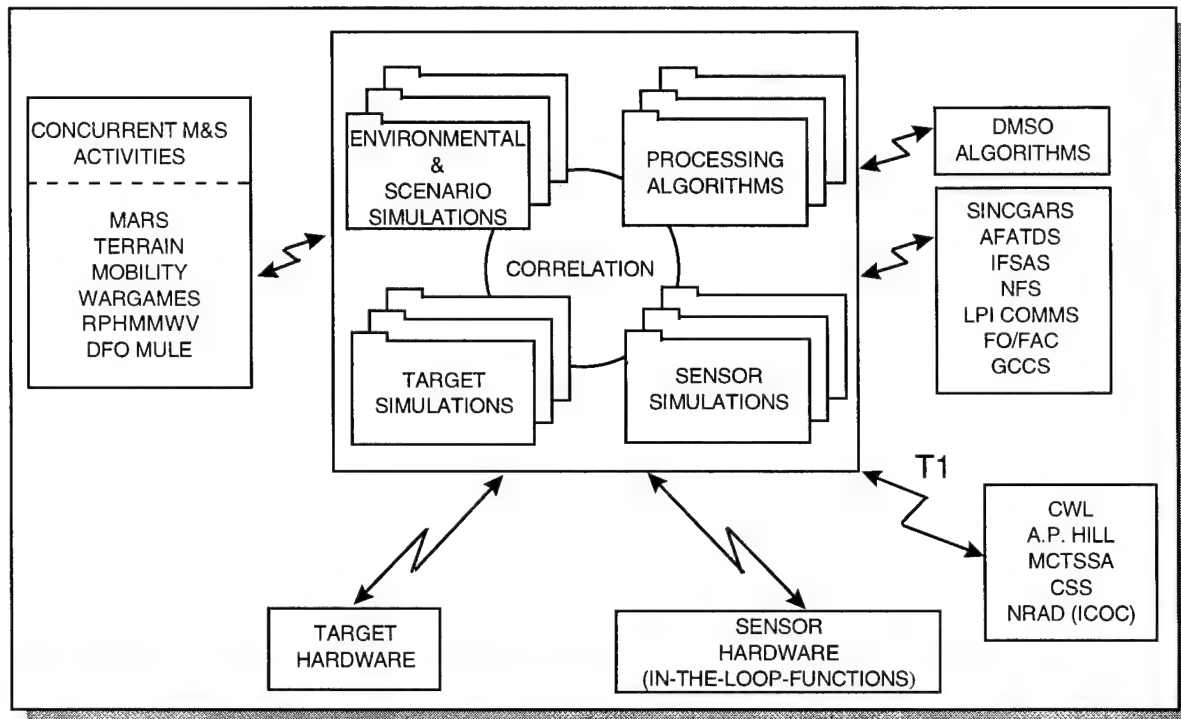 CONCURRENT M&S
ACTIVITIES
MARS
TERRAIN
MOBILITY
WARGAMES
RPHMMWV
DFO MULE
ENVIRONMENTAL
&
SCENARIO
SIMULATIONS
PROCESSING
ALGORITHMS
CORRELATION
TARGET
SIMULATIONS
SENSOR
SIMULATIONS
DMSO
ALGORITHMS
SINCGARS
AFATDS
IFSAS
NFS
LPI COMMS
FO/FAC
GCCS
T1
CWL
A.P. HILL
MCTSSA
CSS
NRAD (ICOC)
TARGET
HARDWARE
SENSOR
HARDWARE
(IN-THE-LOOP-FUNCTIONS)